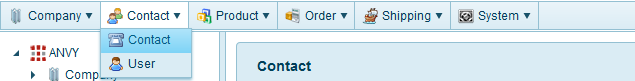 Company Contact Product Order Shipping System
Contact
User
ANVY
Company
Contact